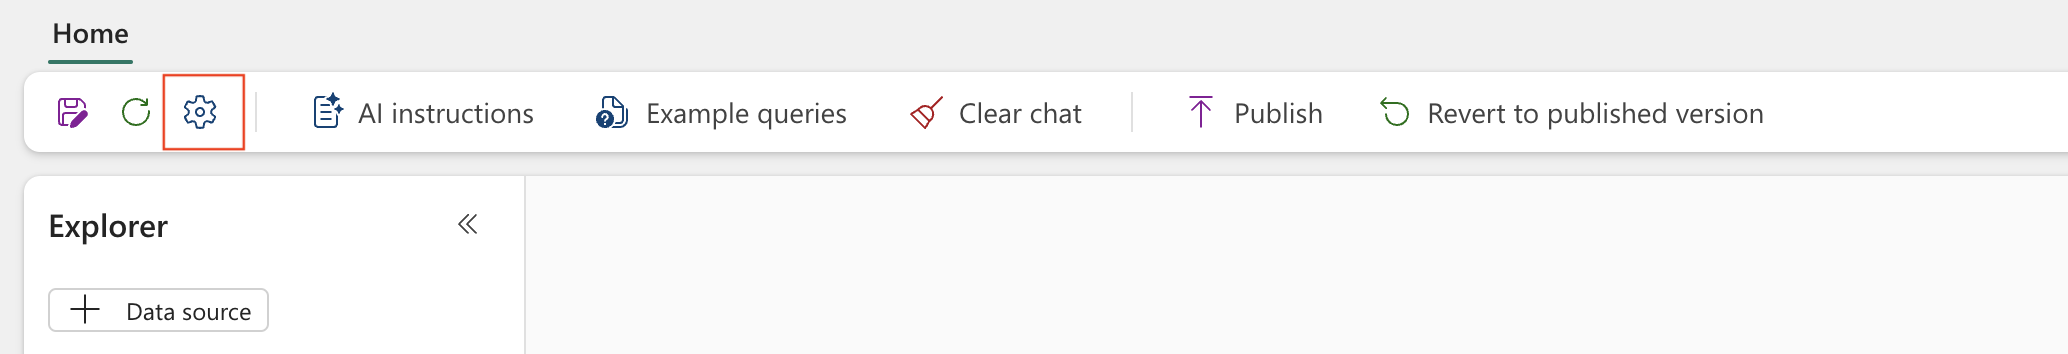 Home
AI instructions Example queries Clear chat Publish Revert to published version
Explorer
Data source